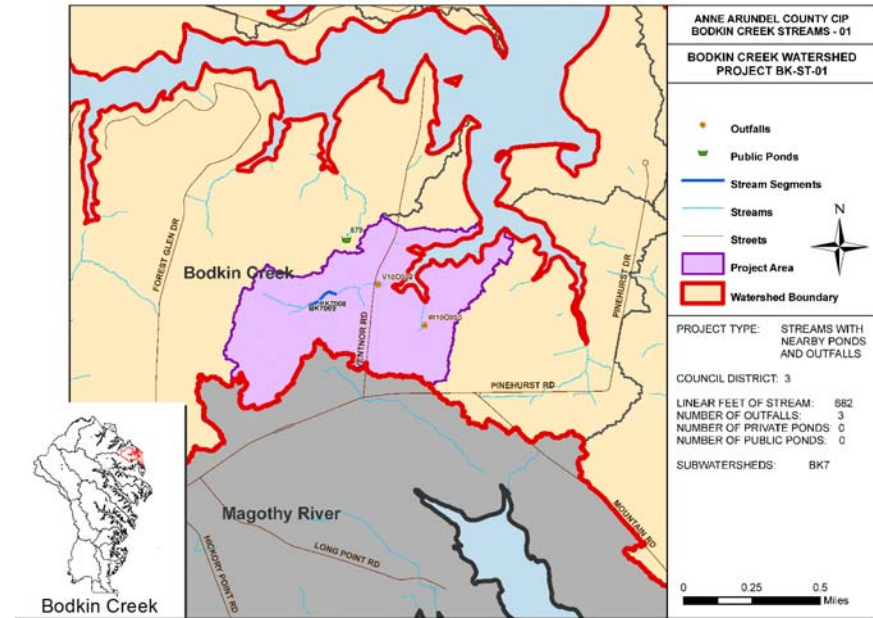 ANNE ARUNDEL COUNTY CIP
BODKIN CREEK STREAMS - 01
BODKIN CREEK WATERSHED
PROJECT BK-ST-01
Outfalls
Public Ponds
Stream Segments
Streams
Streets
Project Area
Watershed Boundary
N
PROJECT TYPE: STREAMS WITH
NEARBY PONDS
AND OUTFALLS
COUNCIL DISTRICT: 3
LINEAR FEET OF STREAM: 682
NUMBER OF OUTFALLS: 3
NUMBER OF PRIVATE PONDS 0
NUMBER OF PUBLIC PONDS: 0
SUBWATERSHEDS: BK7
0 0.25 0.5
Miles
FOREST GLEN DR
679
Bodkin Creek
BK7008
BK7009
PINEHURST DR
PINEHURST RD
MOUNTAIN RD
Magothy River
LONG POINT RD
HICKORY POINT RD
Bodkin Creek